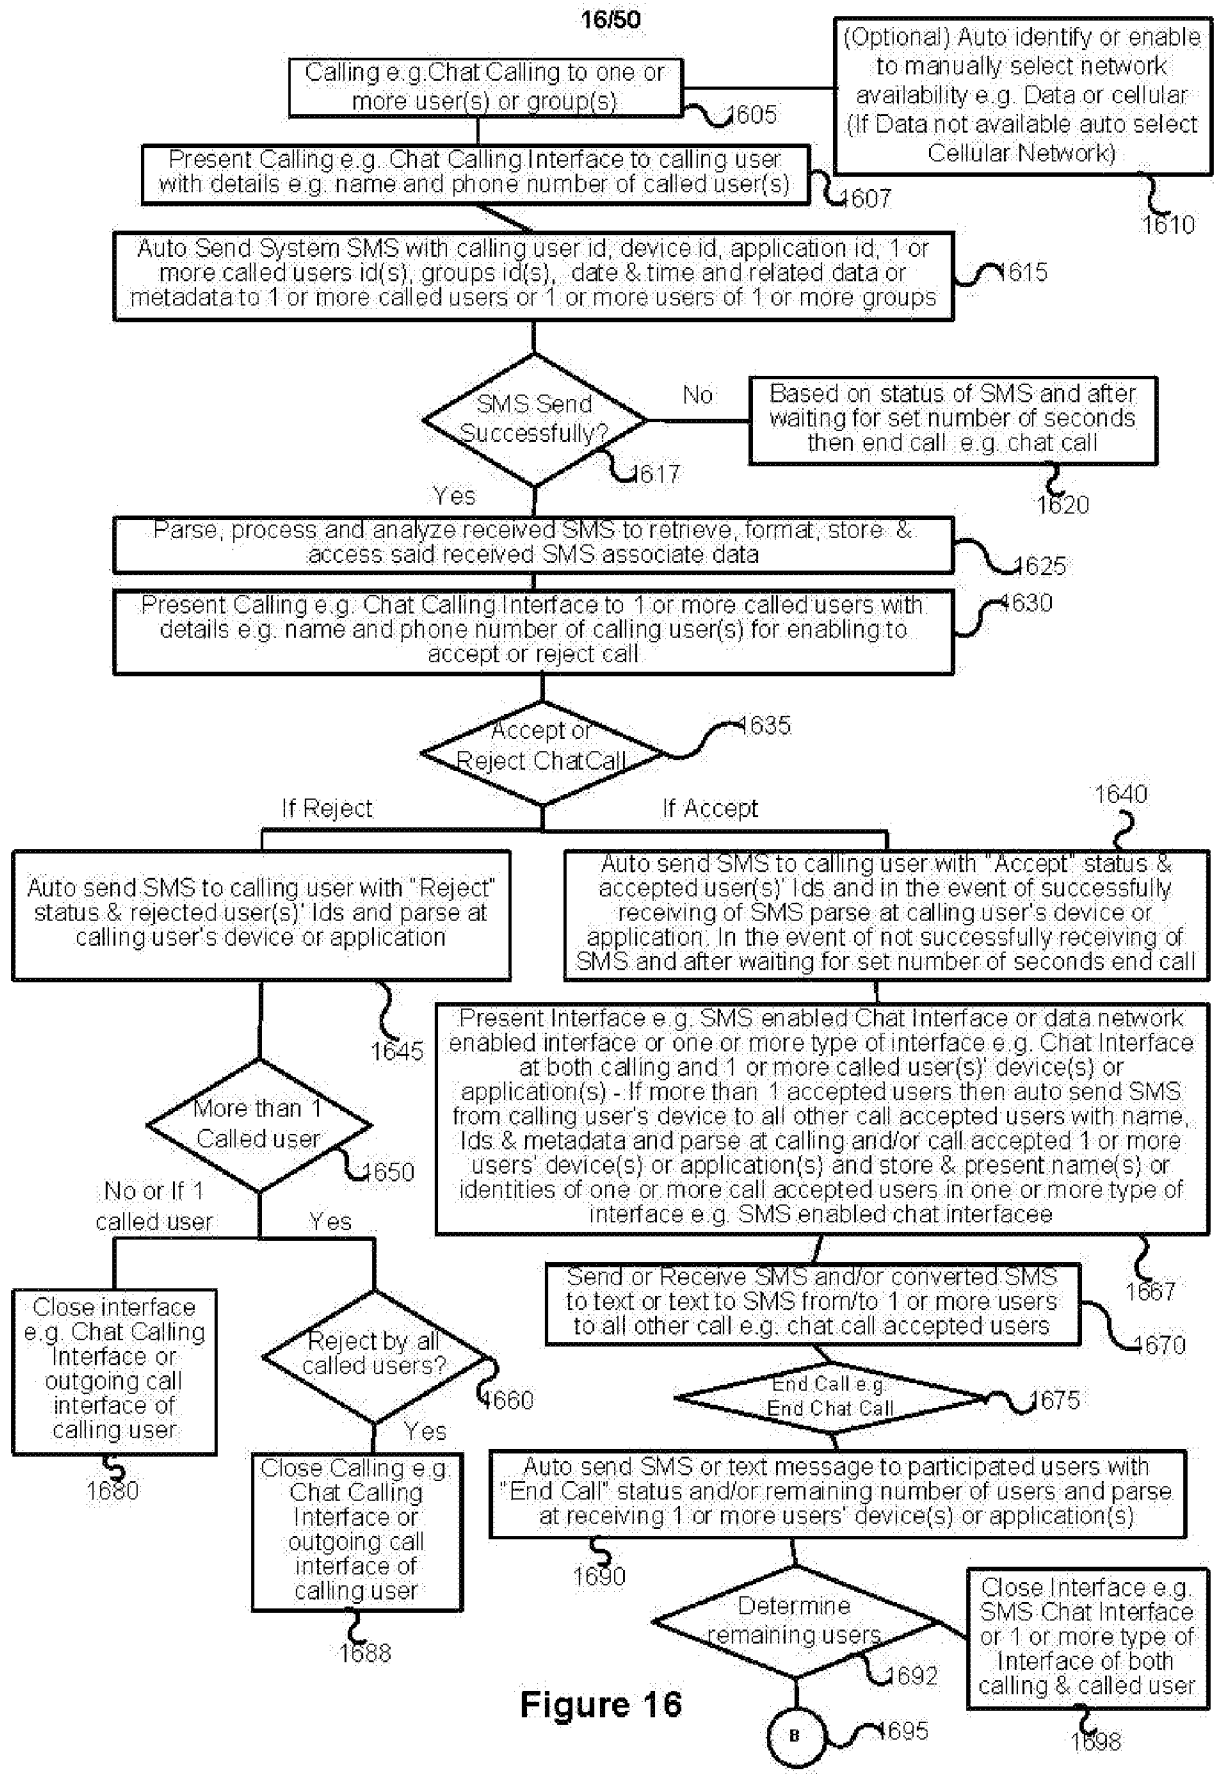 16/50
Calling e.g.Chat Calling to one or
more user(s) or group(s)
1605
(Optional) Auto identify or enable
to manually select network
availability e.g. Data or cellular
(If Data not available auto select
Cellular Network)
1610
Present Calling e.g. Chat Calling Interface to calling user
with details e.g. name and phone number of called user(s)
1607
Auto Send System SMS with calling user id, device id, application id, 1 or
more called users id(s), groups id(s), date & time and related data or
metadata to 1 or more called users or 1 or more users of 1 or more groups
1615
SMS Send
Successfully?
1617
No
Based on status of SMS and after
waiting for set number of seconds
then end call e.g. chat call
1620
Yes
Parse, process and analyze received SMS to retrieve, format, store &
access said received SMS associate data
1625
Present Calling e.g. Chat Calling Interface to 1 or more called users with
details e.g. name and phone number of calling user(s) for enabling to
accept or reject call
1630
Accept or
Reject ChatCall
1635
If Reject
If Accept
1640
Auto send SMS to calling user with "Reject"
status & rejected user(s)' Ids and parse at
calling user's device or application
1645
Auto send SMS to calling user with "Accept" status &
accepted user(s)' Ids and in the event of successfully
receiving of SMS parse at calling user's device or
application. In the event of not successfully receiving of
SMS and after waiting for set number of seconds end call
Present Interface e.g. SMS enabled Chat Interface or data network
enabled interface or one or more type of interface e.g. Chat Interface
at both calling and 1 or more called user(s)' device(s) or
application(s) - If more than 1 accepted users then auto send SMS
from calling user's device to all other call accepted users with name,
Ids & metadata and parse at calling and/or call accepted 1 or more
users' device(s) or application(s) and store & present name(s) or
identities of one or more call accepted users in one or more type of
interface e.g. SMS enabled chat interfacee
1667
More than 1
Called user
1650
No or If 1
called user
Yes
Close interface
e.g. Chat Calling
Interface or
outgoing call
interface of
calling user
1680
Reject by all
called users?
1660
Yes
Close Calling e.g.
Chat Calling
Interface or
outgoing call
interface of
calling user
1688
Send or Receive SMS and/or converted SMS
to text or text to SMS from/to 1 or more users
to all other call e.g. chat call accepted users
1670
End Call e.g.
End Chat Call
1675
Auto send SMS or text message to participated users with
"End Call" status and/or remaining number of users and parse
at receiving 1 or more users' device(s) or application(s)
1690
Determine
remaining users
1692
Close Interface e.g.
SMS Chat Interface
or 1 or more type of
Interface of both
calling & called user
1698
B
1695
Figure 16